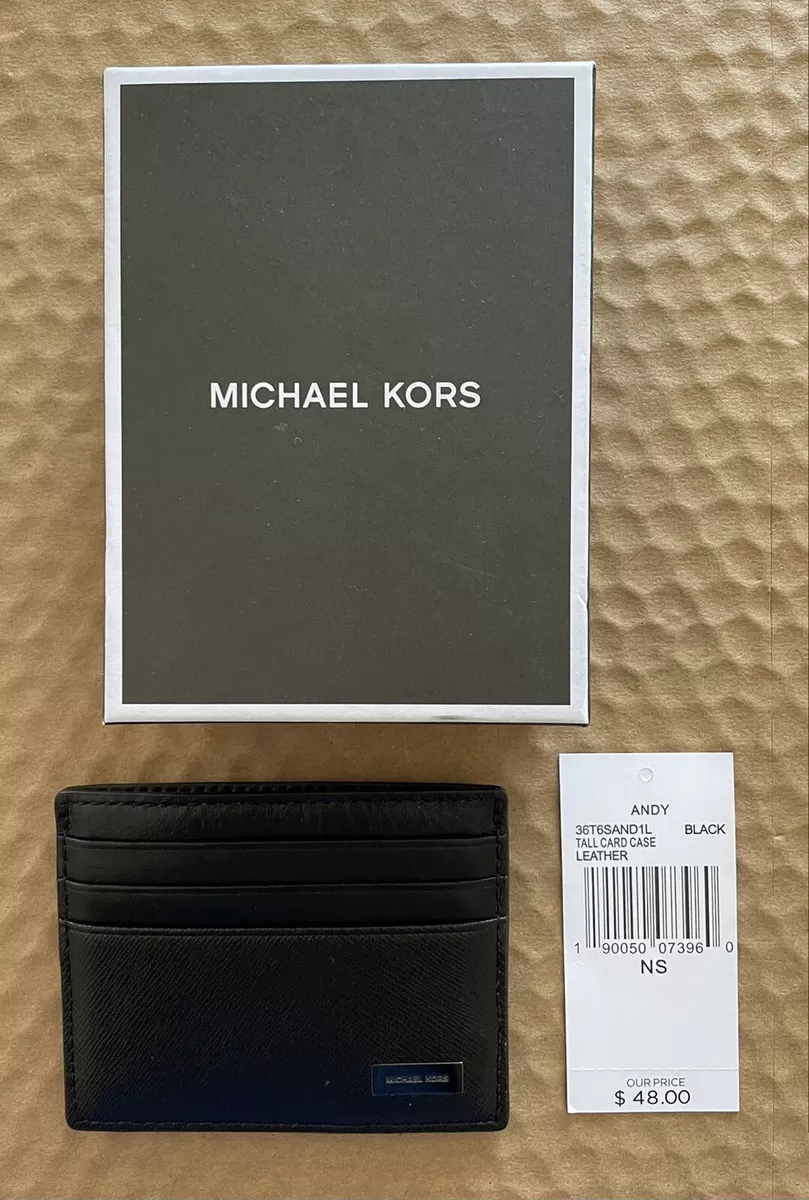 MICHAEL KORS
MICHAEL KORS
ANDY
36T6SAND1L BLACK
TALL CARD CASE
LEATHER
1 90050 07396 0
NS
OUR PRICE
$ 48.00